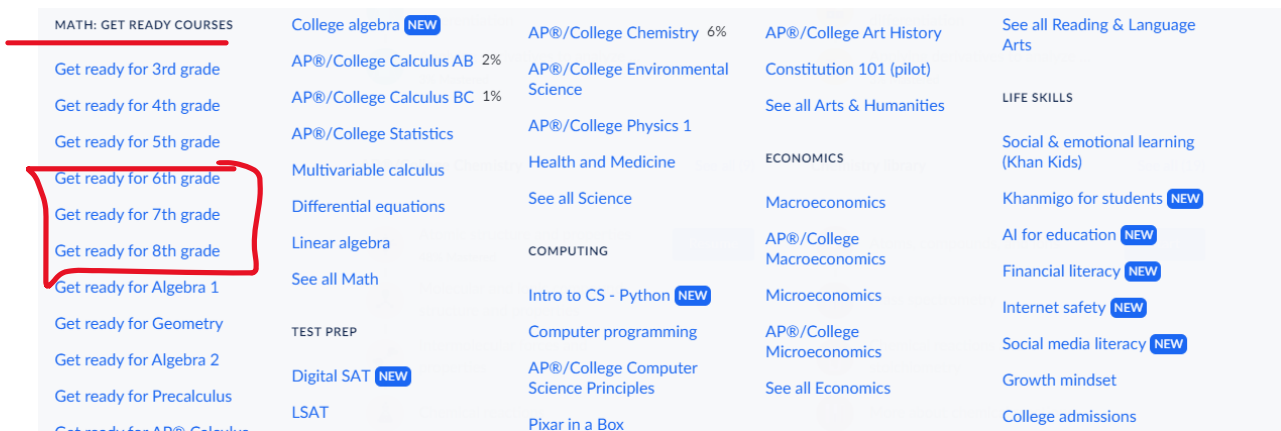 MATH: GET READY COURSES
Get ready for 3rd grade
Get ready for 4th grade
Get ready for 5th grade
Get ready for 6th grade
Get ready for 7th grade
Get ready for 8th grade
Get ready for Algebra 1
Get ready for Geometry
Get ready for Algebra 2
Get ready for Precalculus
Get ready for AP® Calculus
College algebra NEW
AP®/College Calculus AB 2%
AP®/College Calculus BC 1%
AP®/College Statistics
Multivariable calculus
Differential equations
Linear algebra
See all Math
TEST PREP
Digital SAT NEW
LSAT
AP®/College Chemistry 6%
AP®/College Environmental
Science
AP®/College Physics 1
Health and Medicine
See all Science
COMPUTING
Intro to CS - Python NEW
Computer programming
AP®/College Computer
Science Principles
Pixar in a Box
AP®/College Art History
Constitution 101 (pilot)
See all Arts & Humanities
ECONOMICS
Macroeconomics
AP®/College
Macroeconomics
Microeconomics
AP®/College
Microeconomics
See all Economics
See all Reading & Language
Arts
LIFE SKILLS
Social & emotional learning
(Khan Kids)
Khanmigo for students NEW
AI for education NEW
Financial literacy NEW
Internet safety NEW
Social media literacy NEW
Growth mindset
College admissions